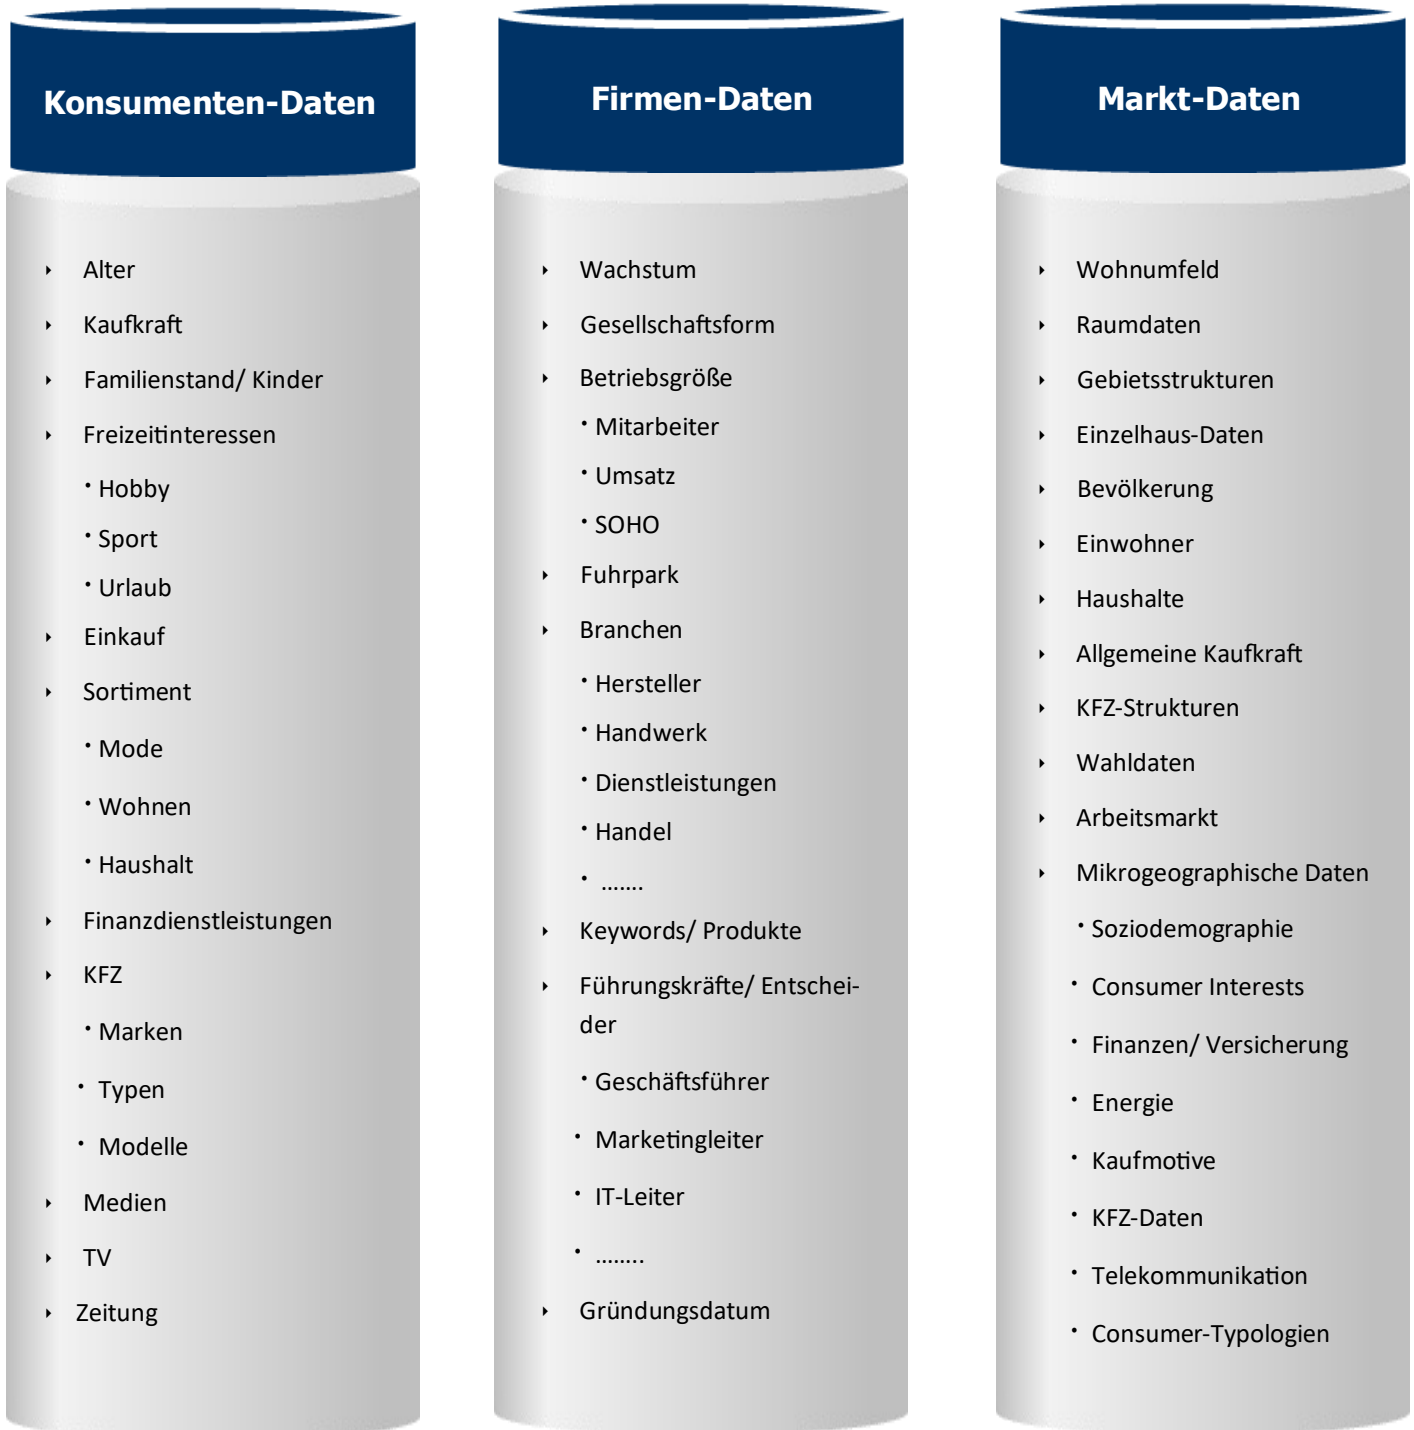 Konsumenten-Daten
‣ Alter
‣ Kaufkraft
‣ Familienstand/ Kinder
‣ Freizeitinteressen
· Hobby
· Sport
· Urlaub
‣ Einkauf
‣ Sortiment
· Mode
· Wohnen
· Haushalt
‣ Finanzdienstleistungen
‣ KFZ
· Marken
· Typen
· Modelle
‣ Medien
‣ TV
‣ Zeitung
Firmen-Daten
‣ Wachstum
‣ Gesellschaftsform
‣ Betriebsgröße
· Mitarbeiter
· Umsatz
· SOHO
‣ Fuhrpark
‣ Branchen
· Hersteller
· Handwerk
· Dienstleistungen
· Handel
· .......
‣ Keywords/ Produkte
‣ Führungskräfte/ Entschei-
der
· Geschäftsführer
· Marketingleiter
· IT-Leiter
· ........
‣ Gründungsdatum
Markt-Daten
‣ Wohnumfeld
‣ Raumdaten
‣ Gebietsstrukturen
‣ Einzelhaus-Daten
‣ Bevölkerung
‣ Einwohner
‣ Haushalte
‣ Allgemeine Kaufkraft
‣ KFZ-Strukturen
‣ Wahldaten
‣ Arbeitsmarkt
‣ Mikrogeographische Daten
· Soziodemographie
· Consumer Interests
· Finanzen/ Versicherung
· Energie
· Kaufmotive
· KFZ-Daten
· Telekommunikation
· Consumer-Typologien